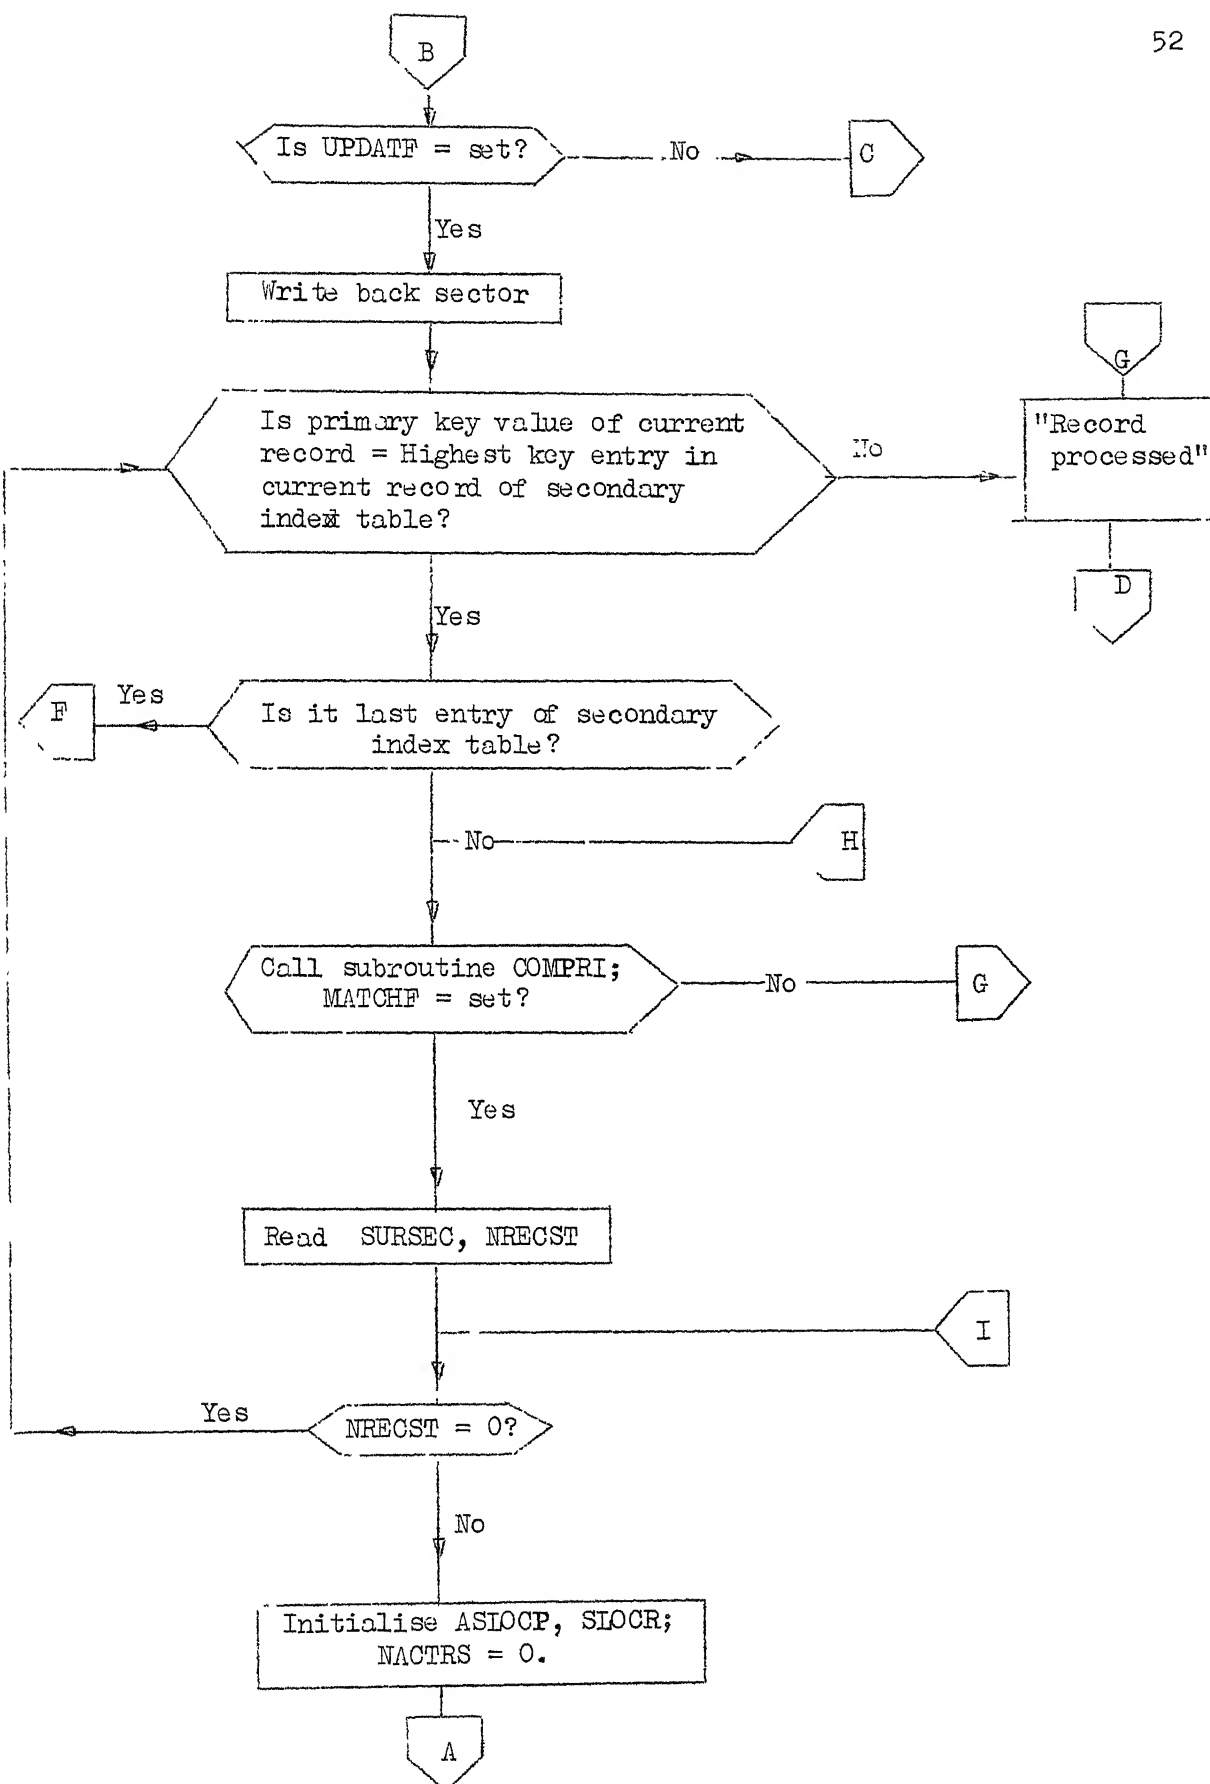 52
B
Is UPDATF = set?
No
C
Yes
Write back sector
G
Is primary key value of current
record = Highest key entry in
current record of secondary
index table?
No
"Record
processed"
D
Yes
F
Yes
Is it last entry of secondary
index table?
No
H
Call subroutine COMPRI;
MATCHF = set?
No
G
Yes
Read SURSEC, NRECST
I
Yes
NRECST = 0?
No
Initialise ASLOCP, SLOCR;
NACTRS = 0.
A